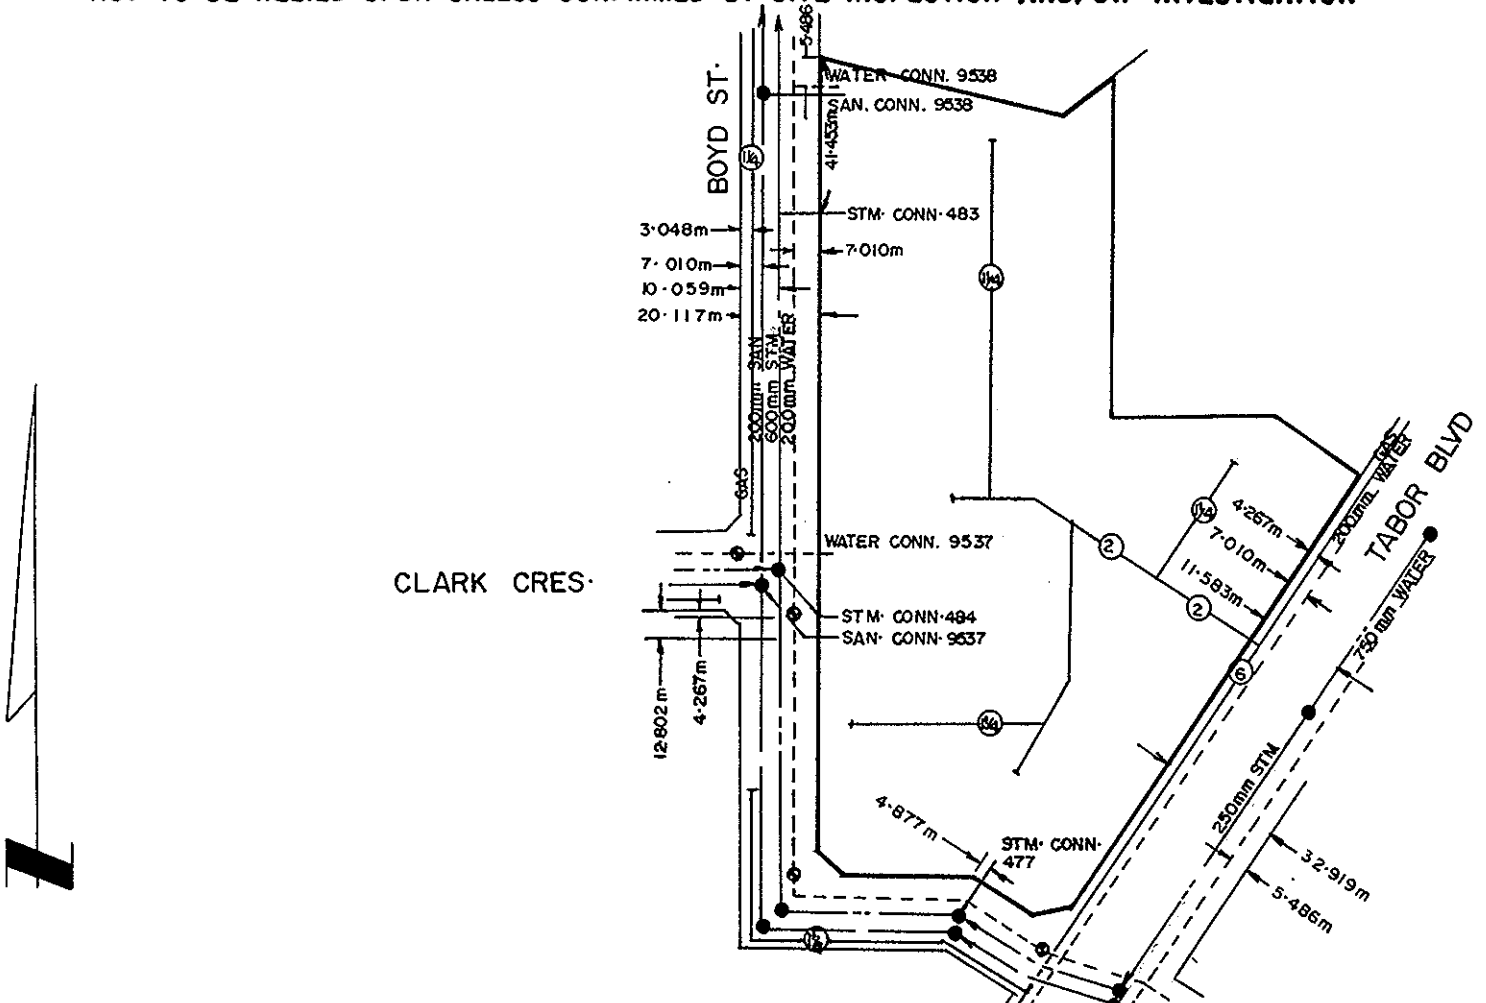 5·486
WATER CONN. 9538
SAN. CONN. 9538
BOYD ST·
41·453m
STM· CONN·483
3·048m
7·010m
7·010m
10·059m
20·117m
200mm SAN
600mm STM·
200mm WATER
GAS
WATER CONN. 9537
CLARK CRES·
STM· CONN·484
SAN· CONN·9537
12·802m
4·267m
GAS
200mm WATER
TABOR BLVD
4·267m
7·010m
11·583m
2
2
6
750mm WATER
250mm STM
4·877m
STM· CONN·
477
32·919m
5·486m